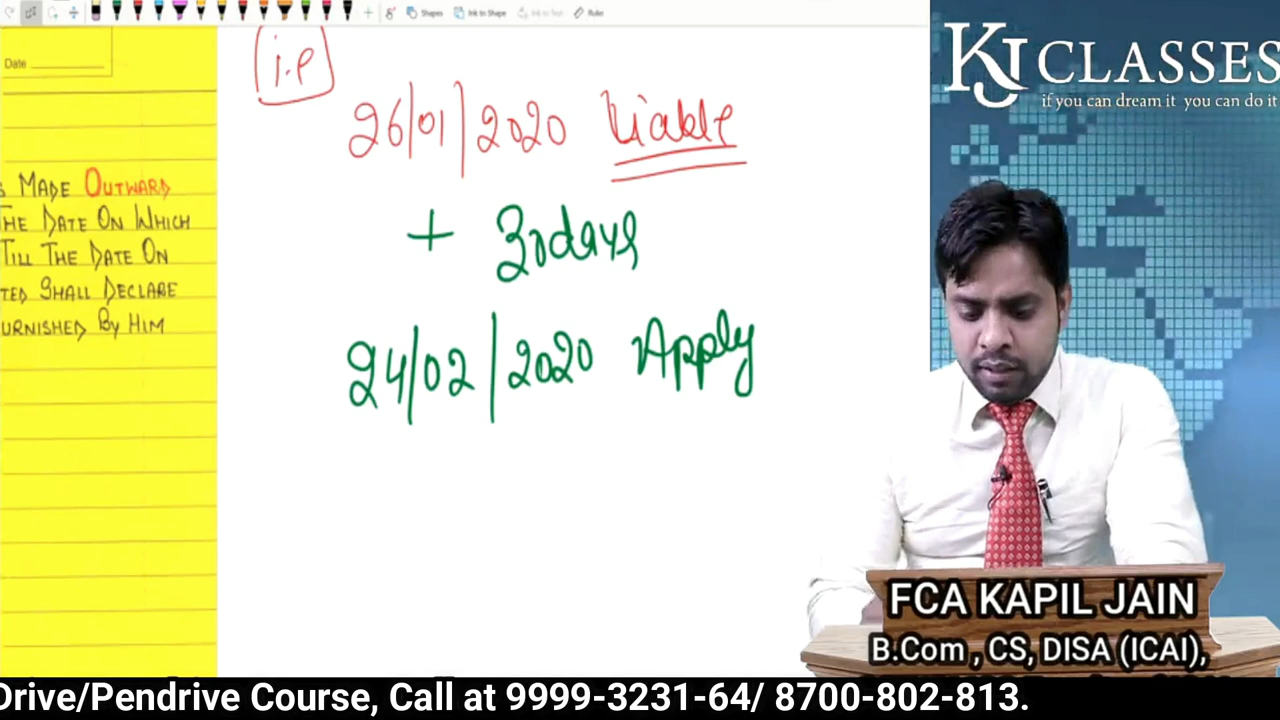 Shapes Ink to Shape Ink to Text Ruler
Date
i.e
26/01/2020 Liable
+ 30days
24/02/2020 Apply
S MADE OUTWARD
THE DATE ON WHICH
TILL THE DATE ON
TED SHALL DECLARE
URNISHED BY HIM
KJ CLASSES
if you can dream it you can do it
FCA KAPIL JAIN
B.Com , CS, DISA (ICAI),
Drive/Pendrive Course, Call at 9999-3231-64/ 8700-802-813.